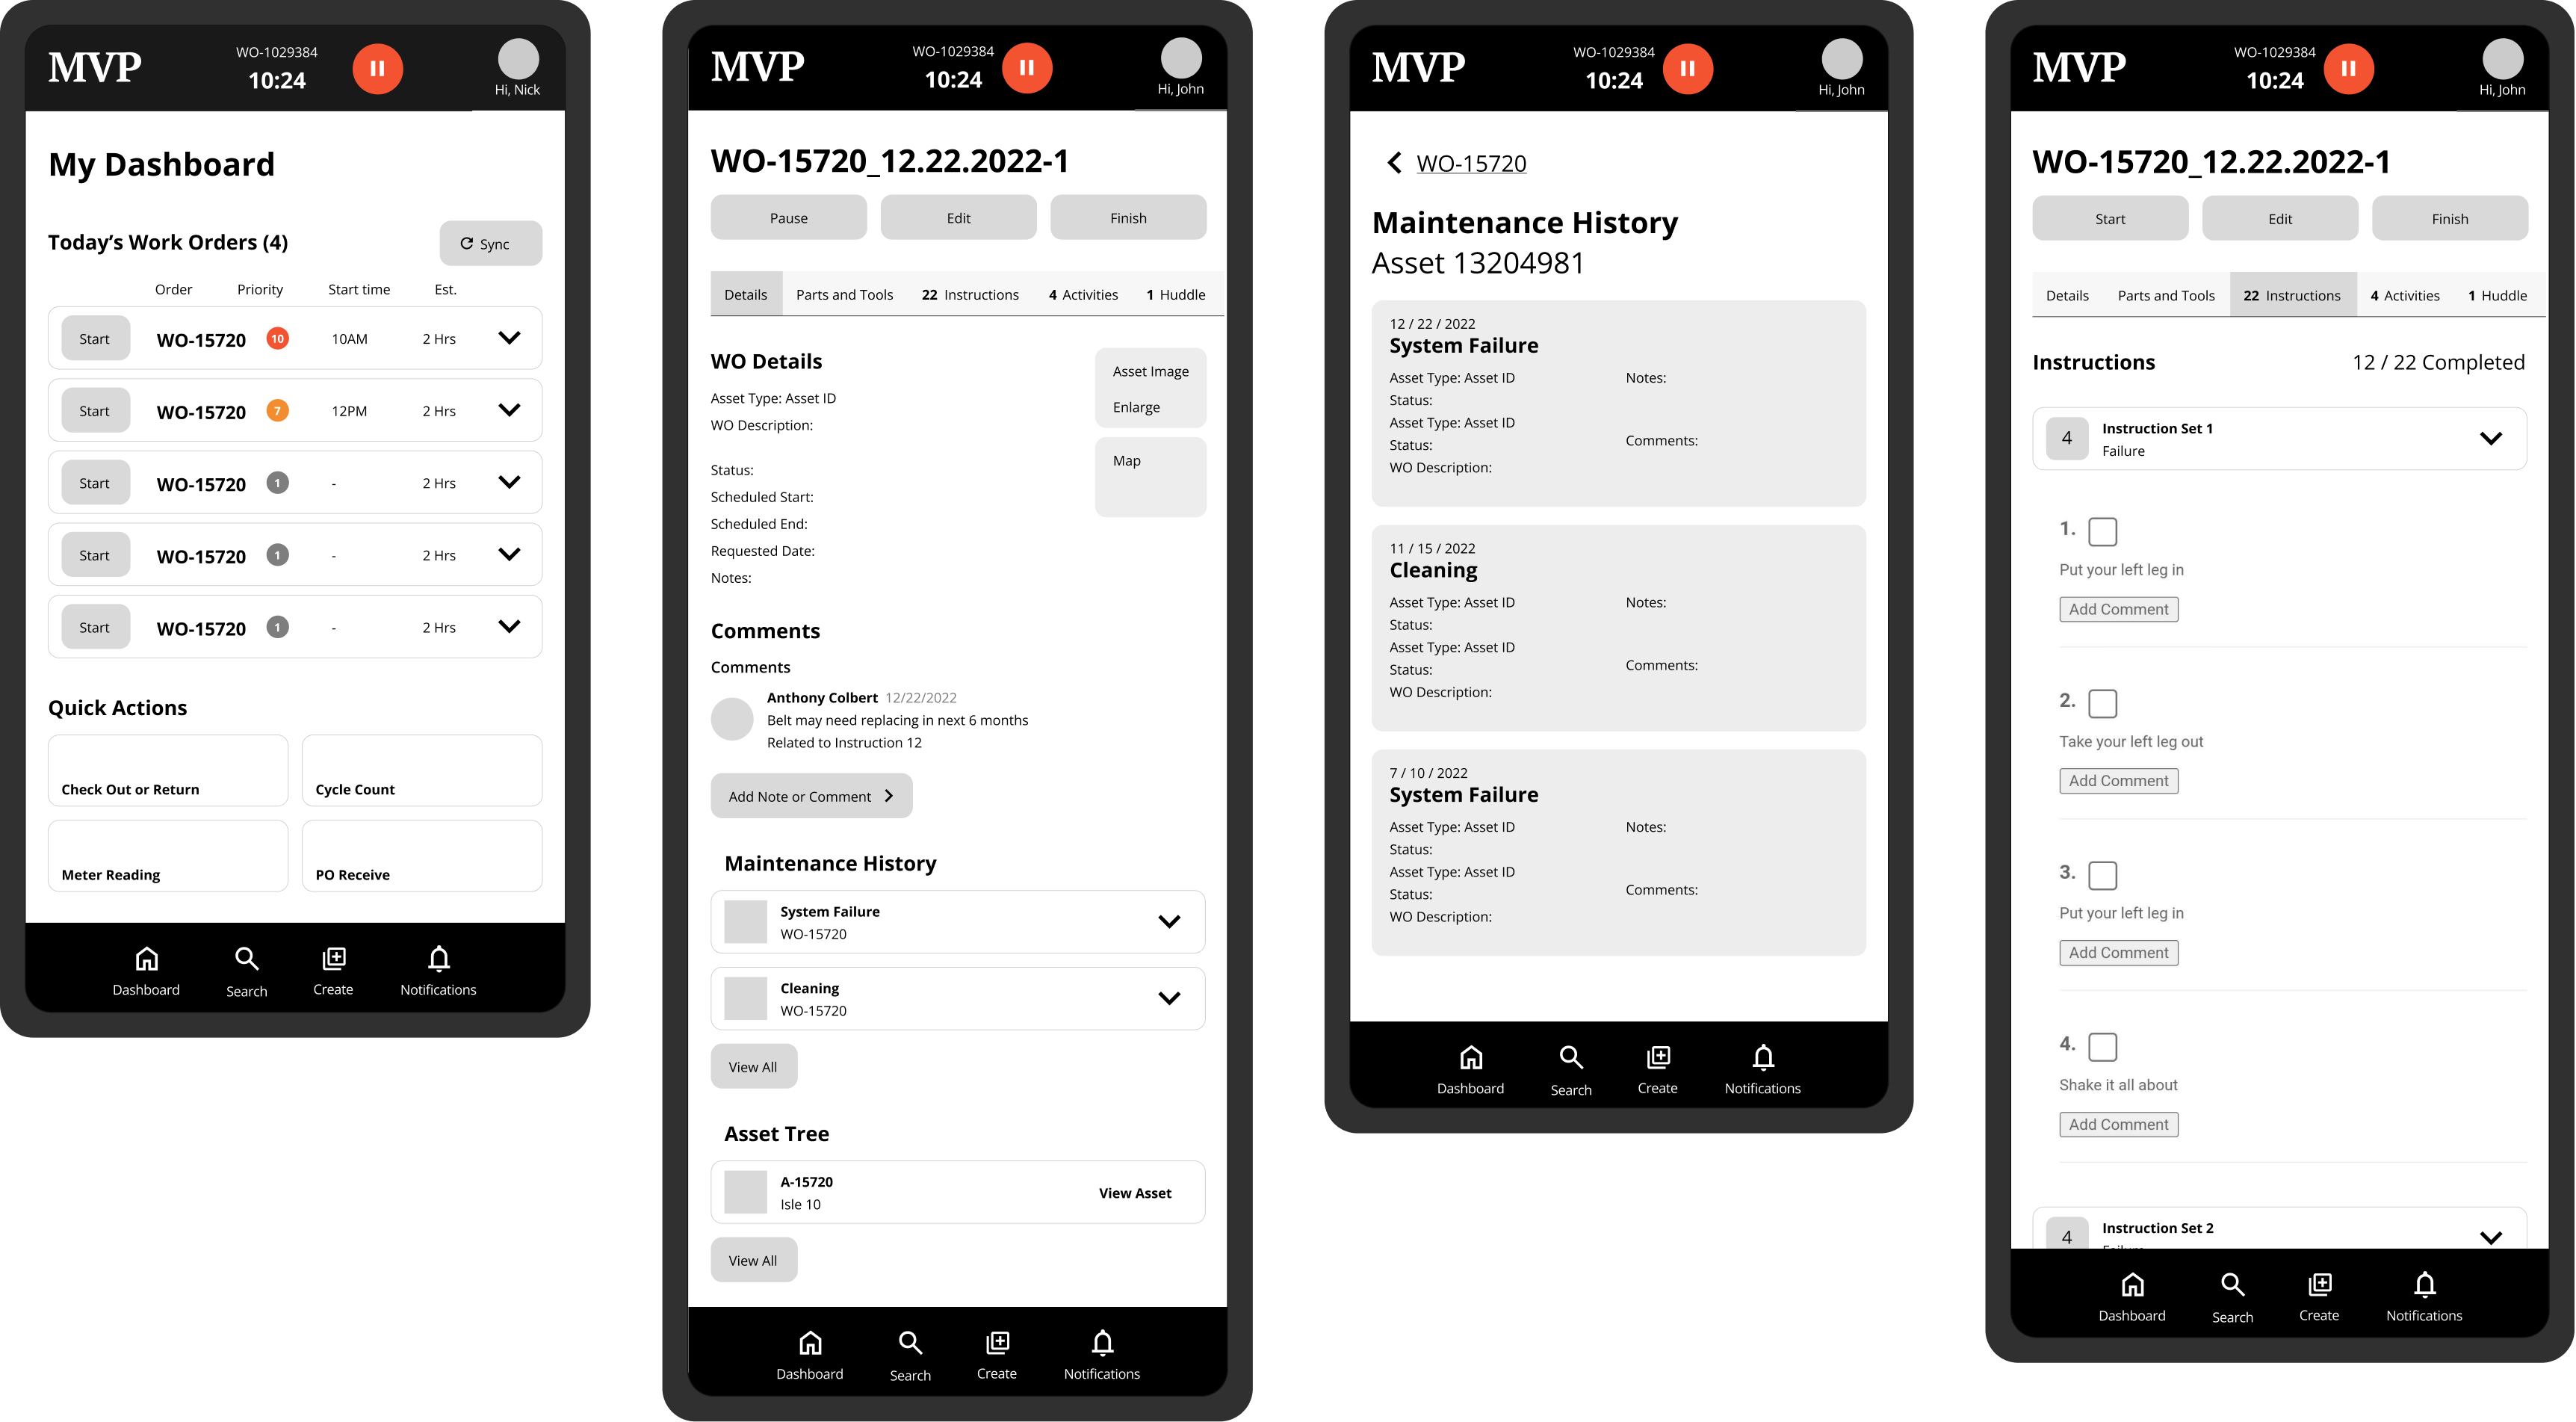 MVP
WO-1029384
10:24
Hi, Nick
My Dashboard
Today’s Work Orders (4)
Sync
Order Priority Start time Est.
Start WO-15720 10 10AM 2 Hrs
Start WO-15720 7 12PM 2 Hrs
Start WO-15720 1 - 2 Hrs
Start WO-15720 1 - 2 Hrs
Start WO-15720 1 - 2 Hrs
Quick Actions
Check Out or Return
Cycle Count
Meter Reading
PO Receive
Dashboard Search Create Notifications
MVP
WO-1029384
10:24
Hi, John
WO-15720_12.22.2022-1
Pause Edit Finish
Details Parts and Tools 22 Instructions 4 Activities 1 Huddle
WO Details
Asset Type: Asset ID
WO Description:
Status:
Scheduled Start:
Scheduled End:
Requested Date:
Notes:
Asset Image
Enlarge
Map
Comments
Comments
Anthony Colbert 12/22/2022
Belt may need replacing in next 6 months
Related to Instruction 12
Add Note or Comment
Maintenance History
System Failure
WO-15720
Cleaning
WO-15720
View All
Asset Tree
A-15720
Isle 10
View Asset
View All
Dashboard Search Create Notifications
MVP
WO-1029384
10:24
Hi, John
WO-15720
Maintenance History
Asset 13204981
12 / 22 / 2022
System Failure
Asset Type: Asset ID
Status:
Asset Type: Asset ID
Status:
WO Description:
Notes:
Comments:
11 / 15 / 2022
Cleaning
Asset Type: Asset ID
Status:
Asset Type: Asset ID
Status:
WO Description:
Notes:
Comments:
7 / 10 / 2022
System Failure
Asset Type: Asset ID
Status:
Asset Type: Asset ID
Status:
WO Description:
Notes:
Comments:
Dashboard Search Create Notifications
MVP
WO-1029384
10:24
Hi, John
WO-15720_12.22.2022-1
Start Edit Finish
Details Parts and Tools 22 Instructions 4 Activities 1 Huddle
Instructions 12 / 22 Completed
4
Instruction Set 1
Failure
1.
Put your left leg in
Add Comment
2.
Take your left leg out
Add Comment
3.
Put your left leg in
Add Comment
4.
Shake it all about
Add Comment
4
Instruction Set 2
Dashboard Search Create Notifications